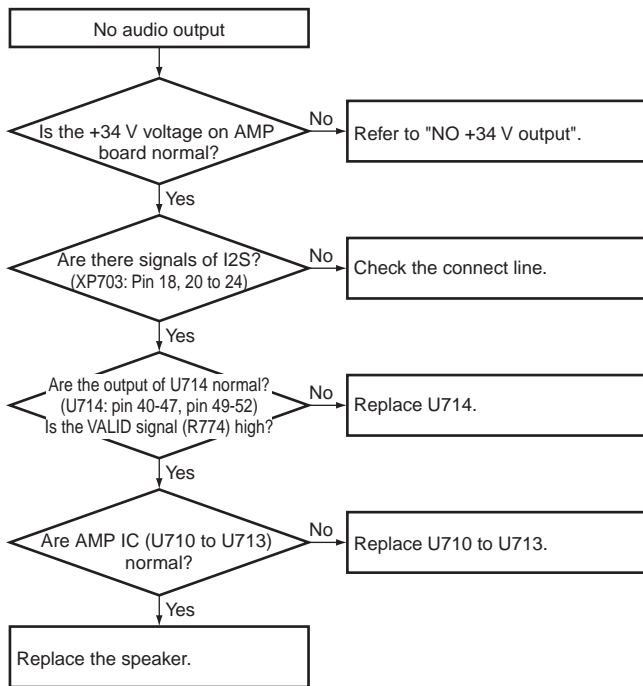 No audio output
Is the +34 V voltage on AMP
board normal?
No
Refer to "NO +34 V output".
Yes
Are there signals of I2S?
(XP703: Pin 18, 20 to 24)
No
Check the connect line.
Yes
Are the output of U714 normal?
(U714: pin 40-47, pin 49-52)
Is the VALID signal (R774) high?
No
Replace U714.
Yes
Are AMP IC (U710 to U713)
normal?
No
Replace U710 to U713.
Yes
Replace the speaker.